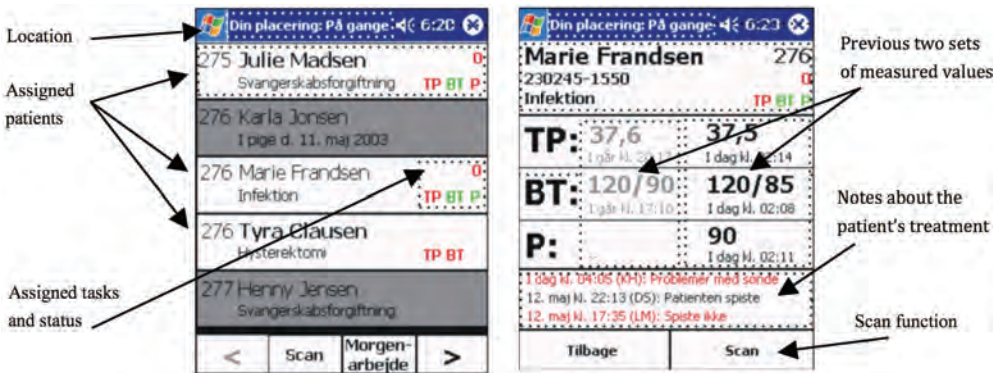 Location
Assigned
patients
Assigned tasks
and status
Din placering: På gange 6:20
275 Julie Madsen 0
Svangerskabsforgiftning TP BT P
276 Karla Jonsen
I pige d. 11. maj 2003
276 Marie Frandsen 0
Infektion TP BT P
276 Tyra Clausen
Hysterektomi TP BT
277 Henny Jensen
Svangerskabsforgiftning
< Scan Morgen-
arbejde >
Din placering: På gange 6:23
Marie Frandsen 276
230245-1550 0
Infektion TP BT P
TP: 37,6 37,5
I går kl. I dag kl. 02:14
BT: 120/90 120/85
I går kl. 17:10 I dag kl. 02:08
P: 90
I dag kl. 02:11
I dag kl. 04:05 (KH): Problemer med sonde
12. maj kl. 22:13 (DS): Patienten spiste
12. maj kl. 17:35 (LM): Spiste ikke
Tilbage Scan
Previous two sets
of measured values
Notes about the
patient's treatment
Scan function